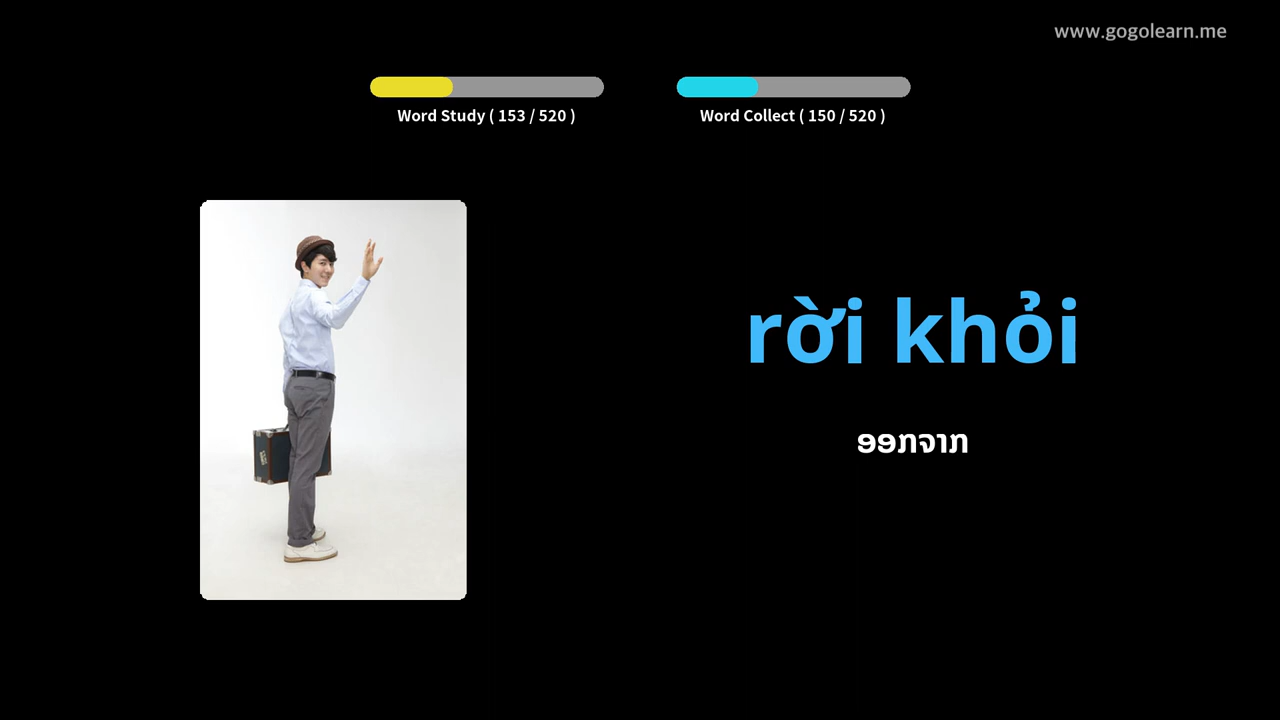 www.gogolearn.me
Word Study ( 153 / 520 )
Word Collect ( 150 / 520 )
rời khỏi
ອອກຈາກ